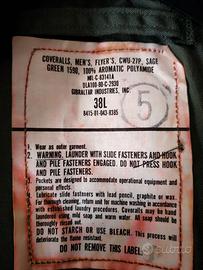 COVERALLS, MEN'S, FLYER'S, CWU-27P, SAGE
GREEN 1590, 100% AROMATIC POLYAMIDE
MIL-C-83141A
DLA100-80-C-2930
GIBRALTAR INDUSTRIES, INC.
38L
8415-01-043-8385
5
1. Wear as outer garment.
2. WARNING, LAUNDER WITH SLIDE FASTENERS AND HOOK
AND PILE FASTENERS ENGAGED. DO NOT PRESS HOOK
AND PILE FASTENERS.
Pockets are designed to accommodate operational equipment and
personal effects.
Lubricate slide fasteners with lead pencil, graphite or wax.
For thorough cleaning, return for machine washing in accordance
with established laundry procedures. Coveralls may be hand
laundered using mild soap and warm water. All soap should be
thoroughly rinsed out.
DO NOT STARCH OR USE BLEACH. This process will
deteriorate the flame resistant.
DO NOT REMOVE THIS LABEL
Subito